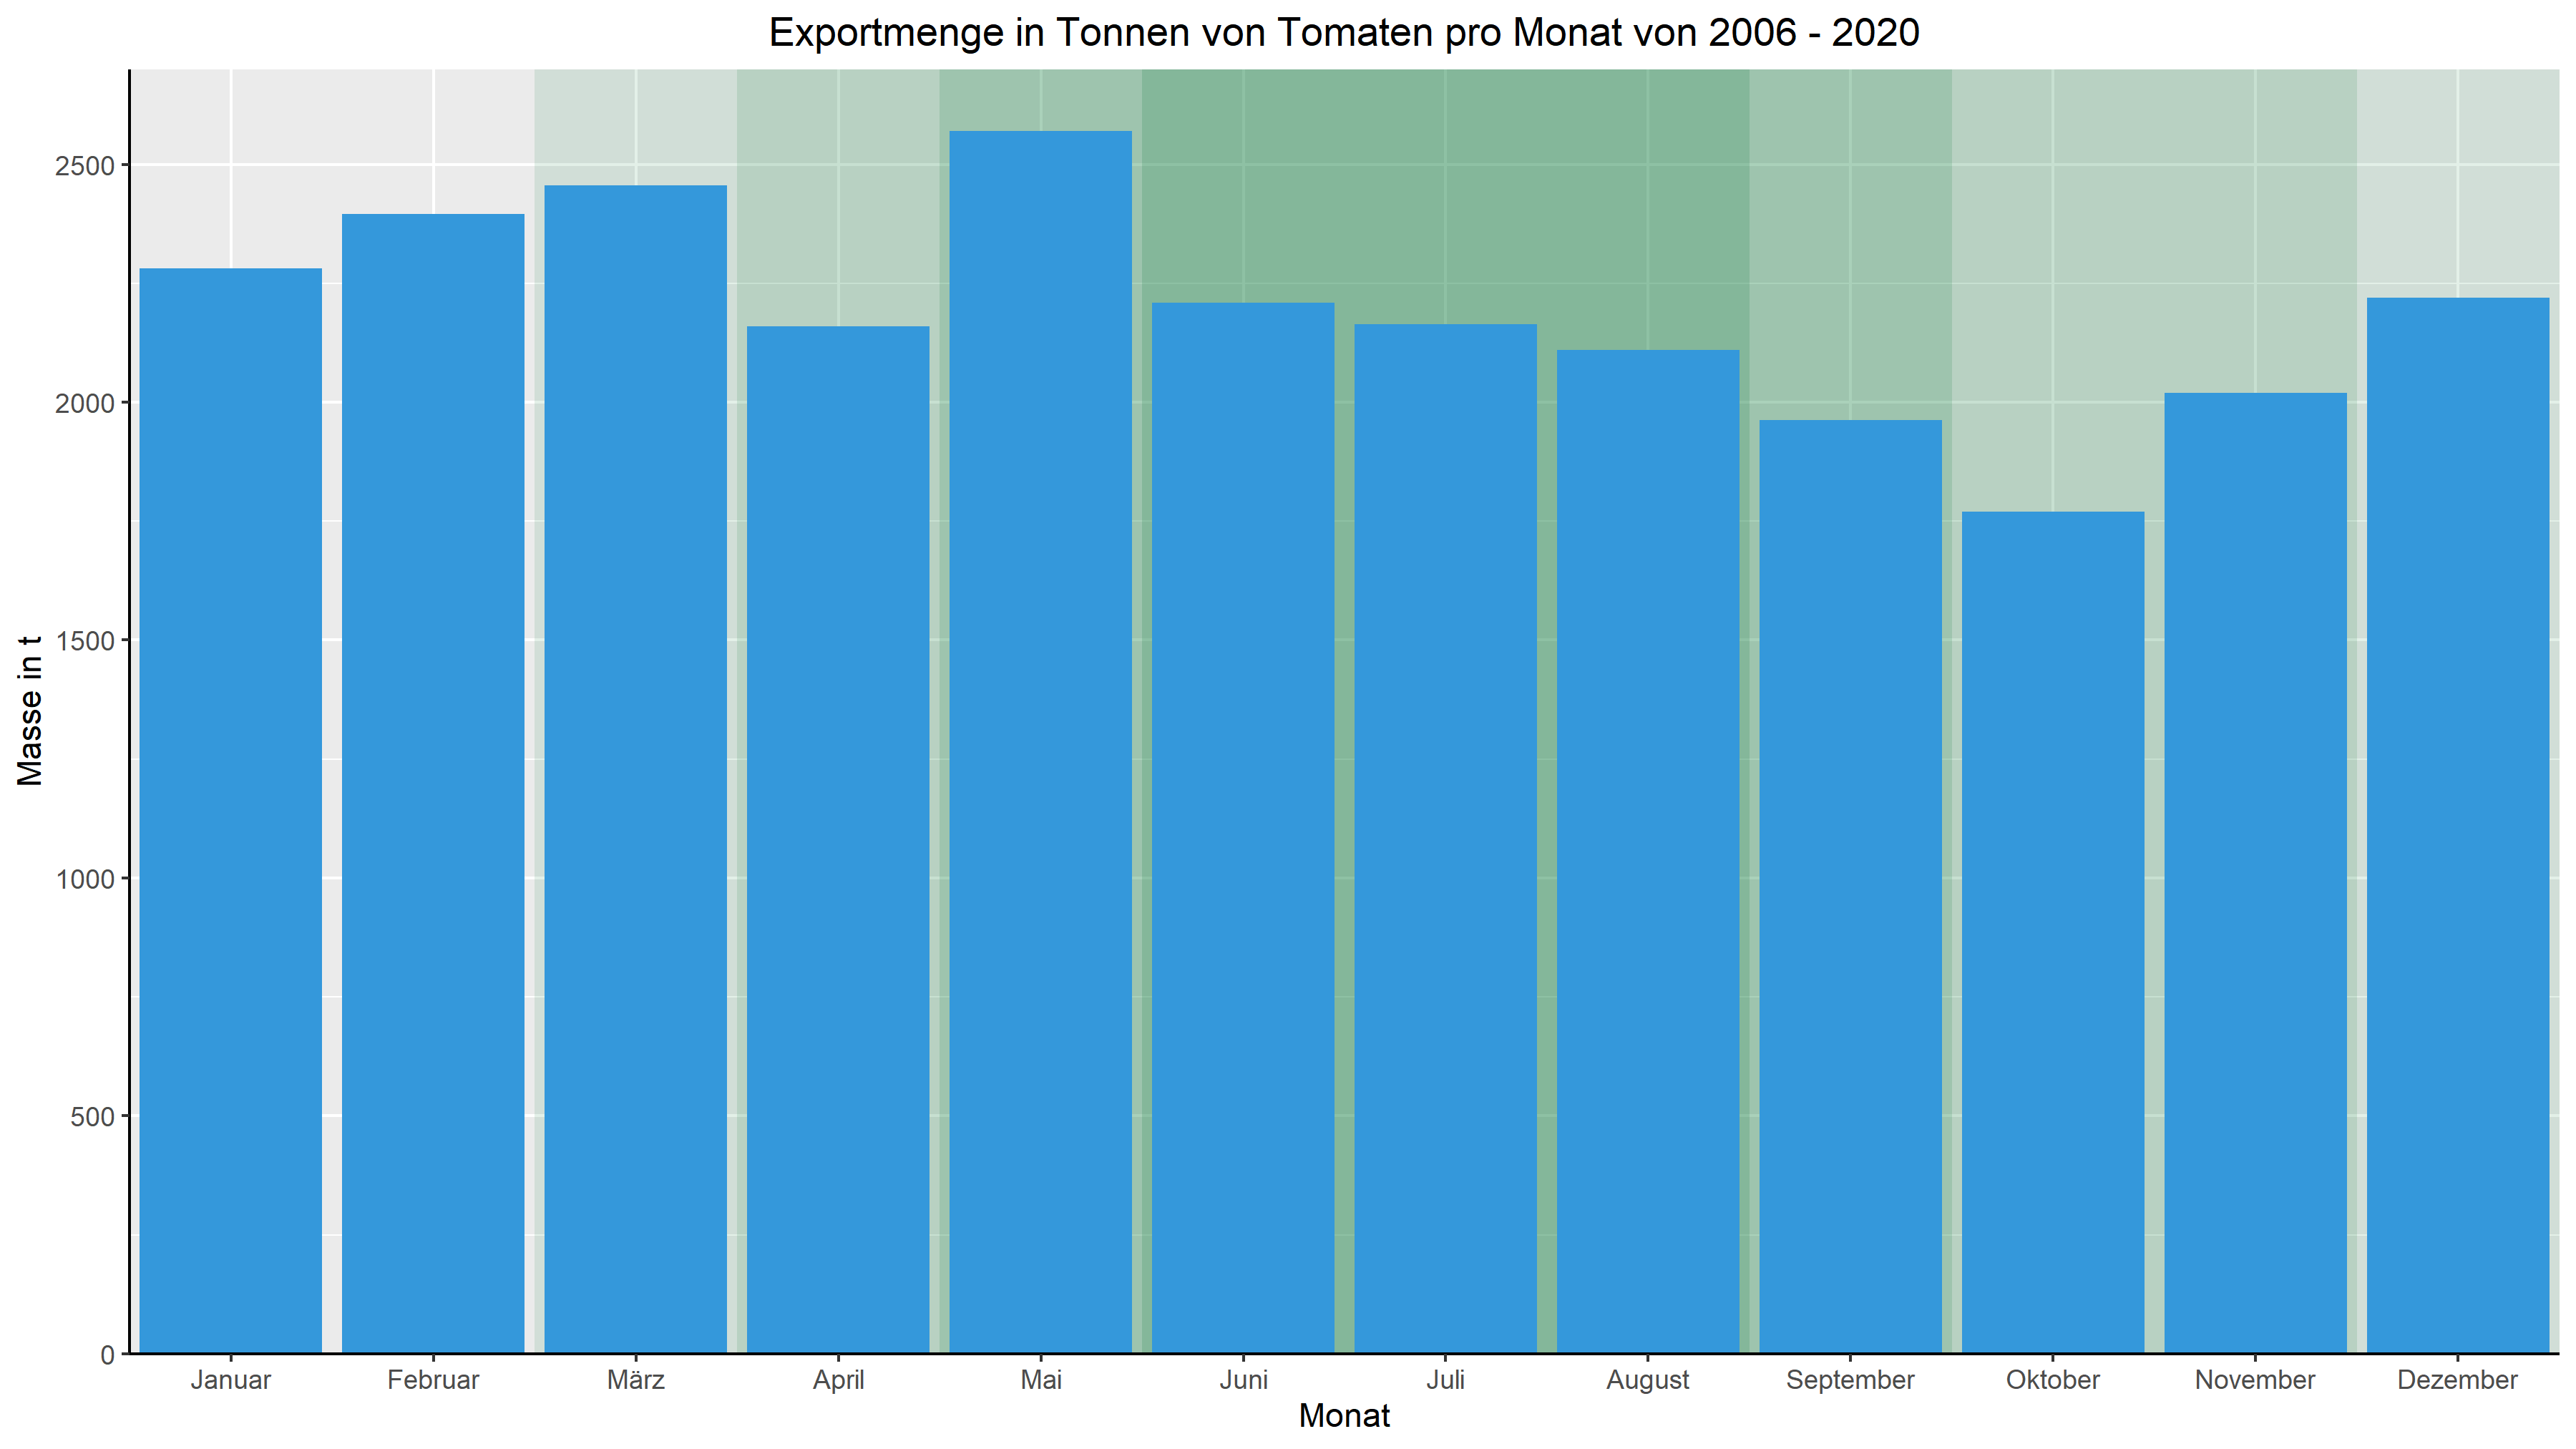 Exportmenge in Tonnen von Tomaten pro Monat von 2006 - 2020
Masse in t
2500
2000
1500
1000
500
0
Januar Februar März April Mai Juni Juli August September Oktober November Dezember
Monat